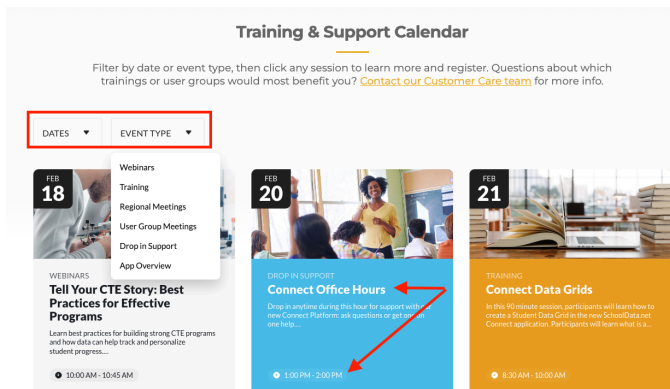 Training & Support Calendar
Filter by date or event type, then click any session to learn more and register. Questions about which
trainings or user groups would most benefit you? Contact our Customer Care team for more info.
DATES
EVENT TYPE
Webinars
Training
Regional Meetings
User Group Meetings
Drop in Support
App Overview
FEB
18
WEBINARS
Tell Your CTE Story: Best
Practices for Effective
Programs
Learn best practices for building strong CTE programs
and how data can help track and personalize
student progress....
10:00 AM - 10:45 AM
FEB
20
DROP IN SUPPORT
Connect Office Hours
Drop in anytime during this hour for support with our
new Connect Platform: ask questions or get one on
one help....
1:00 PM - 2:00 PM
FEB
21
TRAINING
Connect Data Grids
In this 90 minute session, participants will learn how to
create a Student Data Grid in the new SchoolData.net
Connect application. Participants will learn what is a...
8:30 AM - 10:00 AM